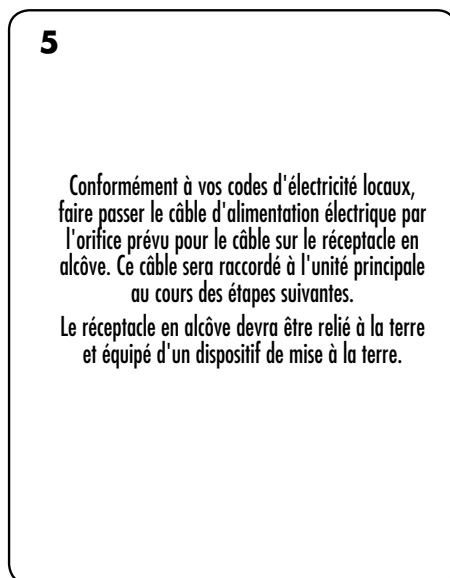 5
Conformément à vos codes d'électricité locaux,
faire passer le câble d'alimentation électrique par
l'orifice prévu pour le câble sur le réceptacle en
alcôve. Ce câble sera raccordé à l'unité principale
au cours des étapes suivantes.
Le réceptacle en alcôve devra être relié à la terre
et équipé d'un dispositif de mise à la terre.